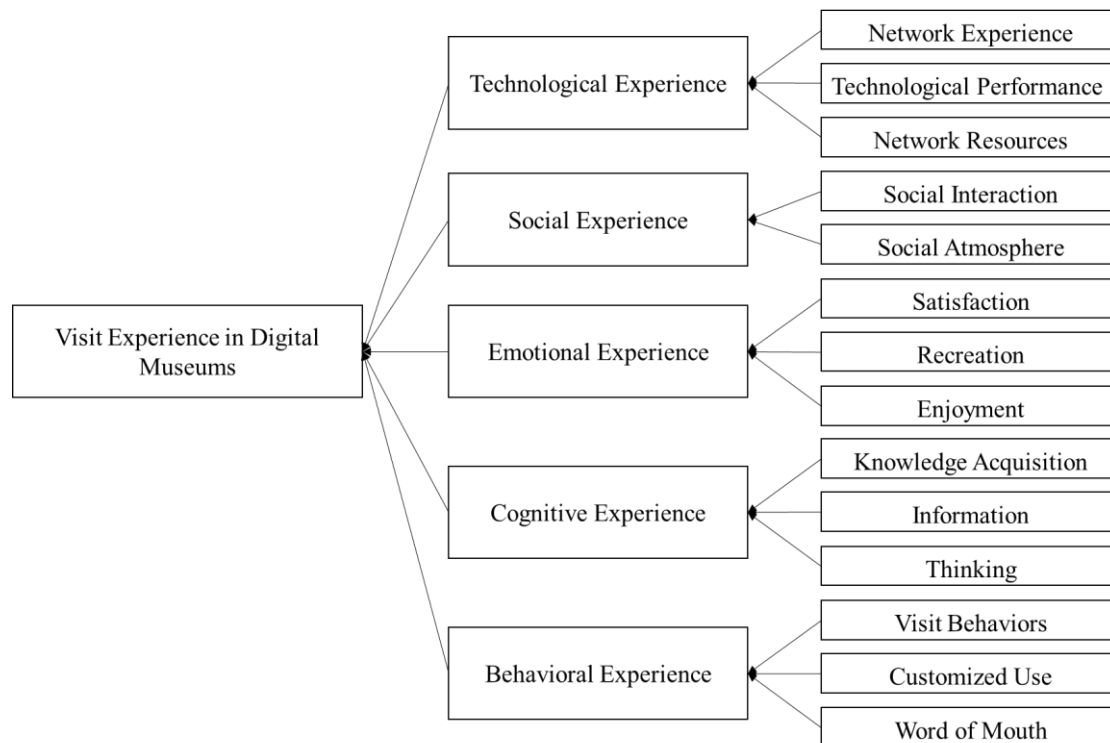 Network Experience
Technological Experience
Technological Performance
Network Resources
Social Interaction
Social Experience
Social Atmosphere
Satisfaction
Visit Experience in Digital
Museums
Emotional Experience
Recreation
Enjoyment
Knowledge Acquisition
Cognitive Experience
Information
Thinking
Visit Behaviors
Behavioral Experience
Customized Use
Word of Mouth